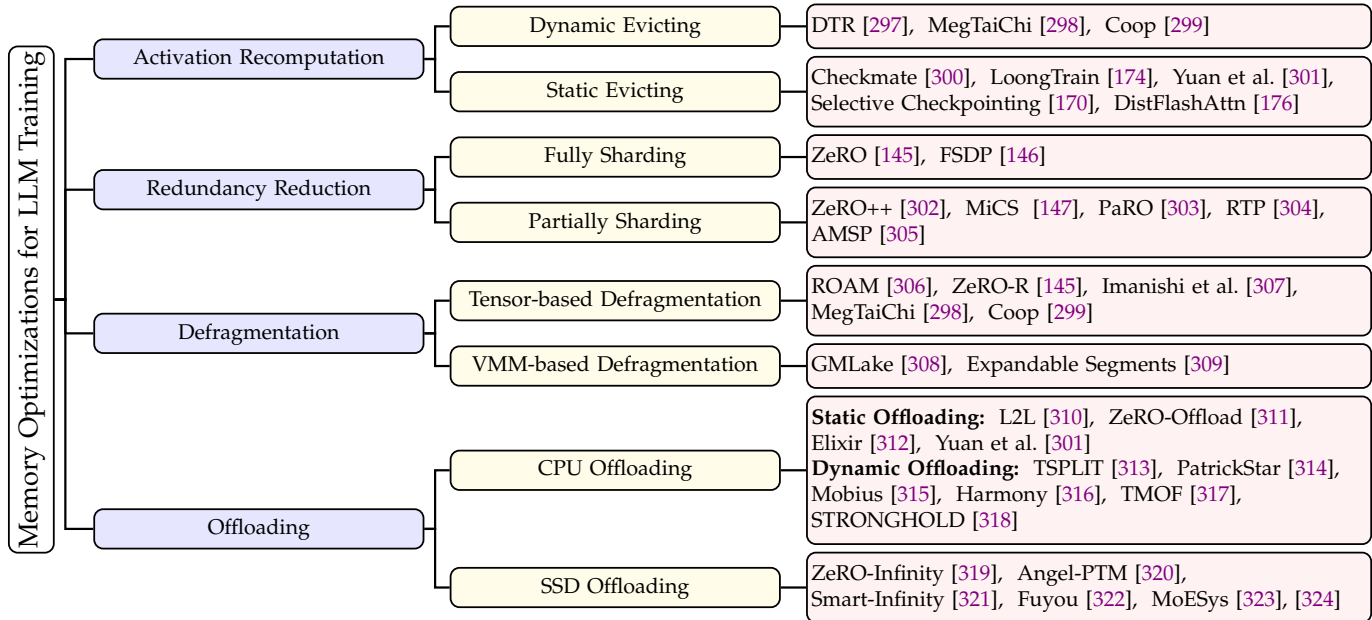 Memory Optimizations for LLM Training
Activation Recomputation
Dynamic Evicting
DTR [297], MegTaiChi [298], Coop [299]
Static Evicting
Checkmate [300], LoongTrain [174], Yuan et al. [301],
Selective Checkpointing [170], DistFlashAttn [176]
Redundancy Reduction
Fully Sharding
ZeRO [145], FSDP [146]
Partially Sharding
ZeRO++ [302], MiCS [147], PaRO [303], RTP [304],
AMSP [305]
Defragmentation
Tensor-based Defragmentation
ROAM [306], ZeRO-R [145], Imanishi et al. [307],
MegTaiChi [298], Coop [299]
VMM-based Defragmentation
GMLake [308], Expandable Segments [309]
Offloading
CPU Offloading
Static Offloading: L2L [310], ZeRO-Offload [311],
Elixir [312], Yuan et al. [301]
Dynamic Offloading: TSPLIT [313], PatrickStar [314],
Mobius [315], Harmony [316], TMOF [317],
STRONGHOLD [318]
SSD Offloading
ZeRO-Infinity [319], Angel-PTM [320],
Smart-Infinity [321], Fuyou [322], MoESys [323], [324]